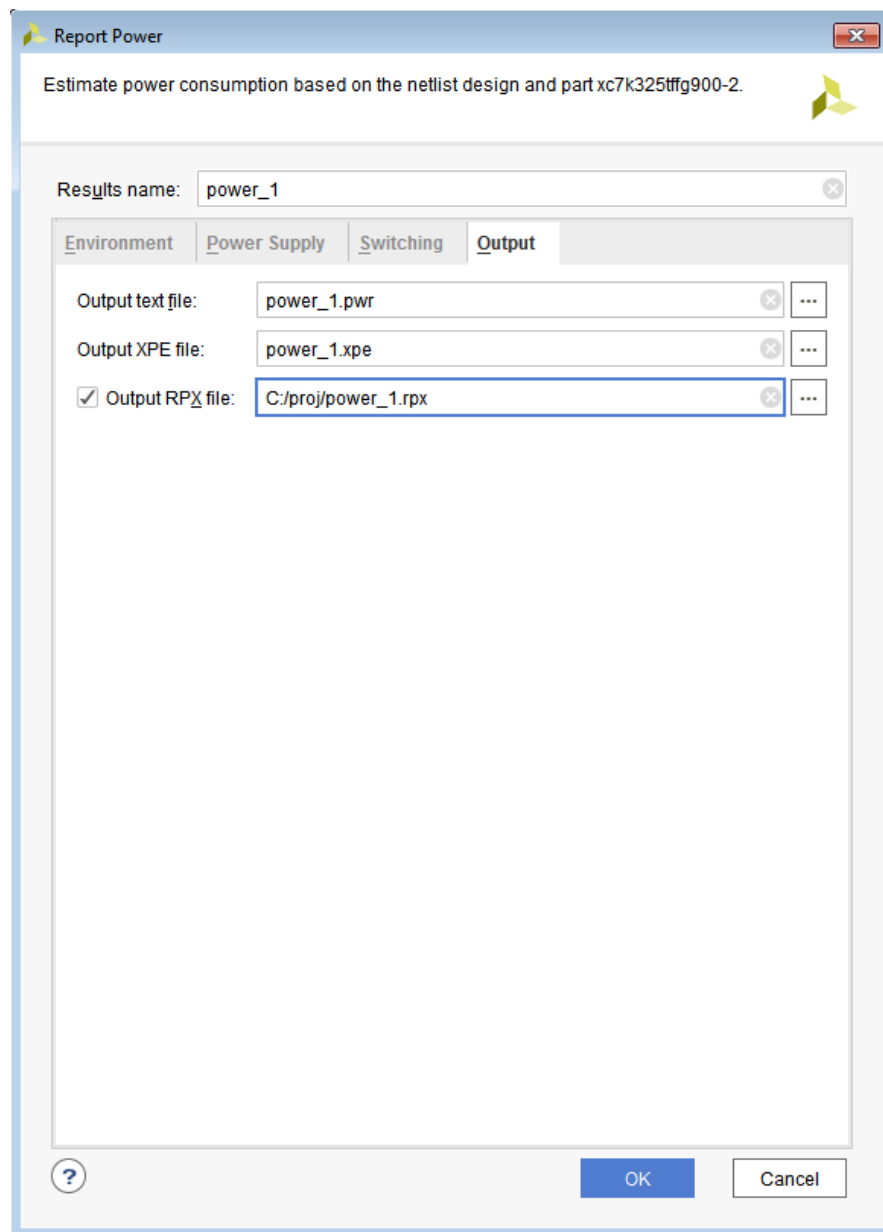 Report Power
Estimate power consumption based on the netlist design and part xc7k325tffg900-2.
Results name: power_1
Environment Power Supply Switching Output
Output text file: power_1.pwr ...
Output XPE file: power_1.xpe ...
Output RPX file: C:/proj/power_1.rpx ...
? OK Cancel